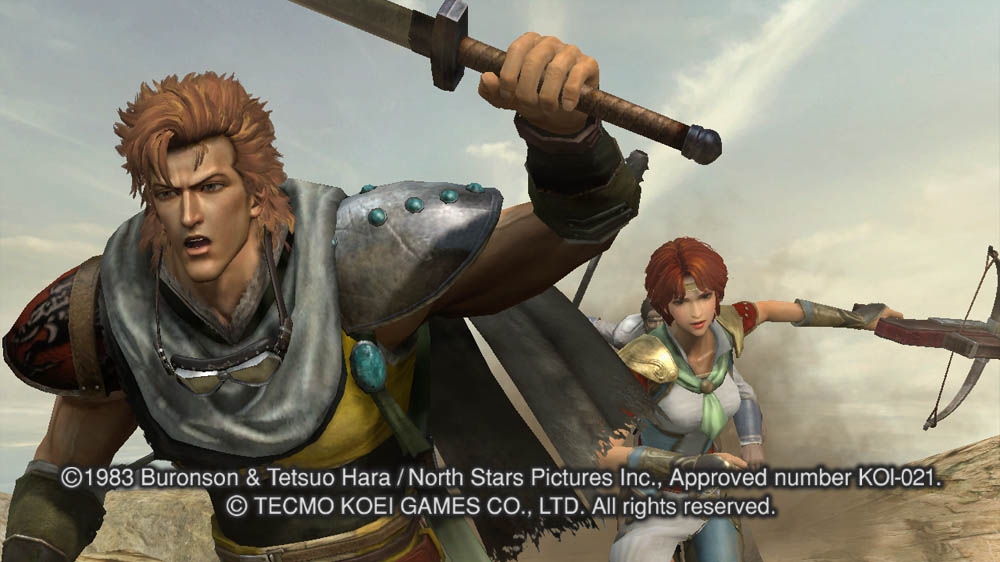 ©1983 Buronson & Tetsuo Hara / North Stars Pictures Inc., Approved number KOI-021.
© TECMO KOEI GAMES CO., LTD. All rights reserved.